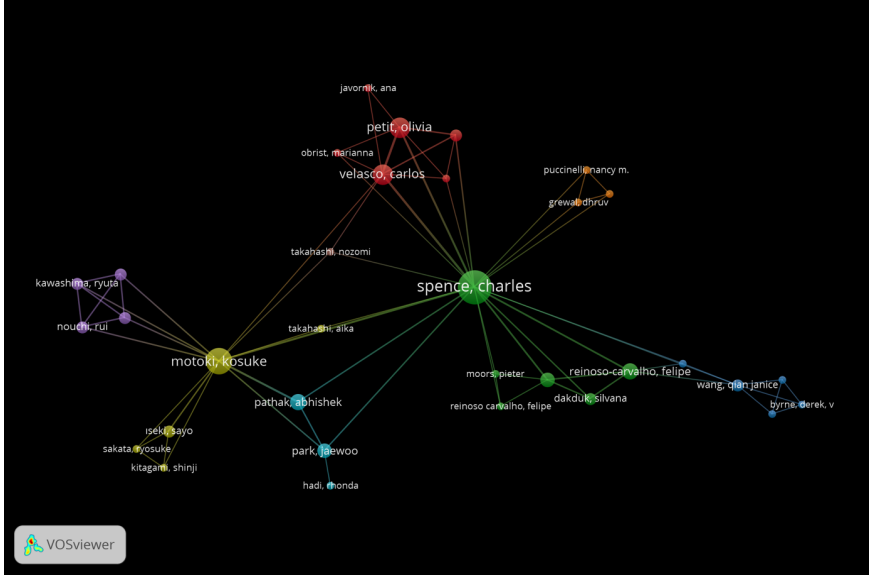 javornik, ana
petit, olivia
obrist, marianna
velasco, carlos
puccinelli, nancy m.
grewal, dhruv
takahashi, nozomi
kawashima, ryuta
spence, charles
nouchi, rui
takahashi, aika
motoki, kosuke
moors, pieter
reinoso-carvalho, felipe
wang, qian janice
pathak, abhishek
dakduk, silvana
reinoso carvalho, felipe
byrne, derek, v
iseki, sayo
sakata, ryosuke
park, jaewoo
kitagami, shinji
hadi, rhonda
VOSviewer